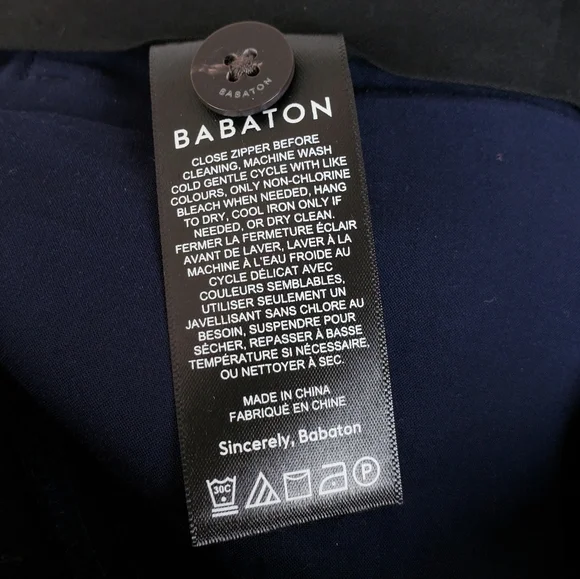 BABATON
BABATON
CLOSE ZIPPER BEFORE
CLEANING, MACHINE WASH
COLD GENTLE CYCLE WITH LIKE
COLOURS, ONLY NON-CHLORINE
BLEACH WHEN NEEDED, HANG
TO DRY, COOL IRON ONLY IF
NEEDED, OR DRY CLEAN.
FERMER LA FERMETURE ÉCLAIR
AVANT DE LAVER, LAVER À LA
MACHINE À L'EAU FROIDE AU
CYCLE DÉLICAT AVEC
COULEURS SEMBLABLES,
UTILISER SEULEMENT UN
JAVELLISANT SANS CHLORE AU
BESOIN, SUSPENDRE POUR
SÉCHER, REPASSER À BASSE
TEMPÉRATURE SI NÉCESSAIRE,
OU NETTOYER À SEC.
MADE IN CHINA
FABRIQUÉ EN CHINE
Sincerely, Babaton
30C P